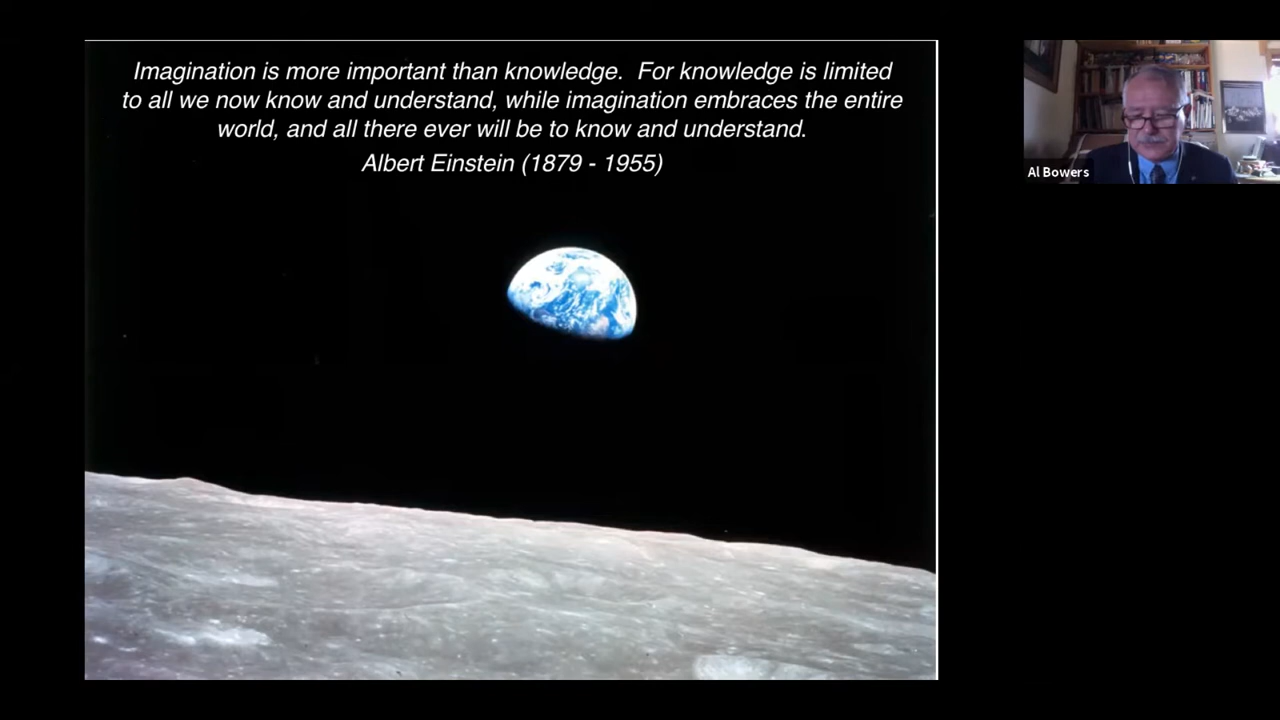 Imagination is more important than knowledge.  For knowledge is limited
to all we now know and understand, while imagination embraces the entire
world, and all there ever will be to know and understand.
Albert Einstein (1879 - 1955)
Al Bowers